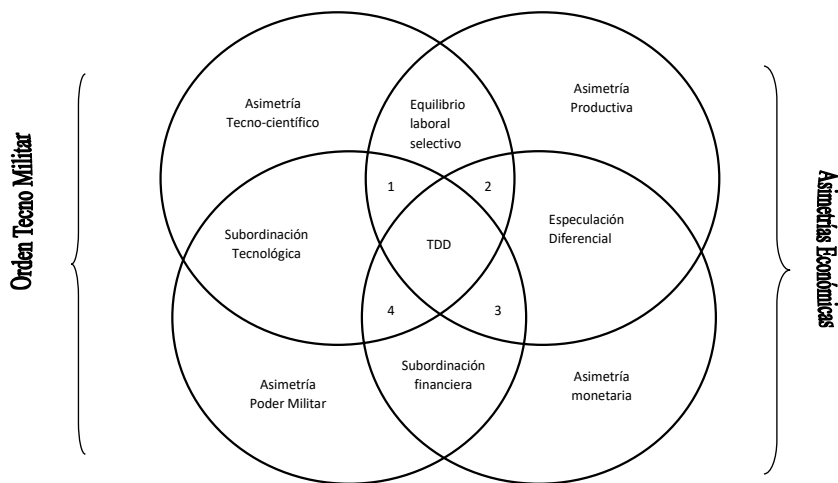 Orden Tecno Militar
Asimetría
Tecno-científico
Equilibrio
laboral
selectivo
Asimetría
Productiva
1
2
Subordinación
Tecnológica
TDD
Especulación
Diferencial
4
3
Asimetría
Poder Militar
Subordinación
financiera
Asimetría
monetaria
Asimetrías Económicas